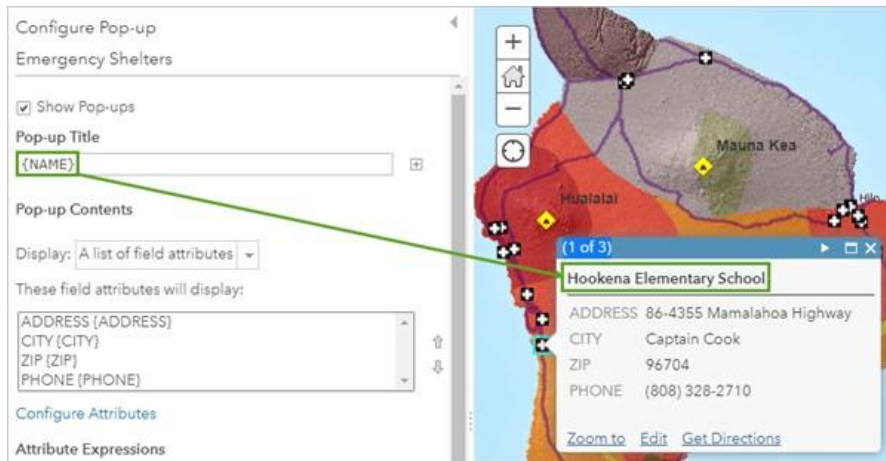 Configure Pop-up
Emergency Shelters
Show Pop-ups
Pop-up Title
{NAME}
Pop-up Contents
Display: A list of field attributes
These field attributes will display:
ADDRESS {ADDRESS}
CITY {CITY}
ZIP {ZIP}
PHONE {PHONE}
Configure Attributes
Attribute Expressions
Mauna Kea
Hualalai
Hilo
(1 of 3)
Hookena Elementary School
ADDRESS 86-4355 Mamalahoa Highway
CITY Captain Cook
ZIP 96704
PHONE (808) 328-2710
Zoom to Edit Get Directions